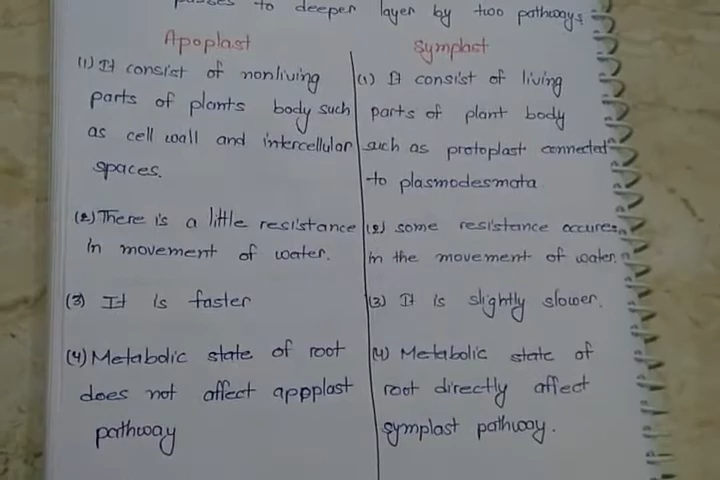 passes to deeper layer by two pathways
Apoplast
(1) It consist of nonliving
parts of plants body such
as cell wall and intercellular
spaces.
(2) There is a little resistance
in movement of water.
(3) It is faster
(4) Metabolic state of root
does not affect appplast
pathway
Symplast
(1) It consist of living
parts of plant body
such as protoplast connected
to plasmodesmata
(2) some resistance occures
in the movement of water.
(3) It is slightly slower.
(4) Metabolic state of
root directly affect
symplast pathway.